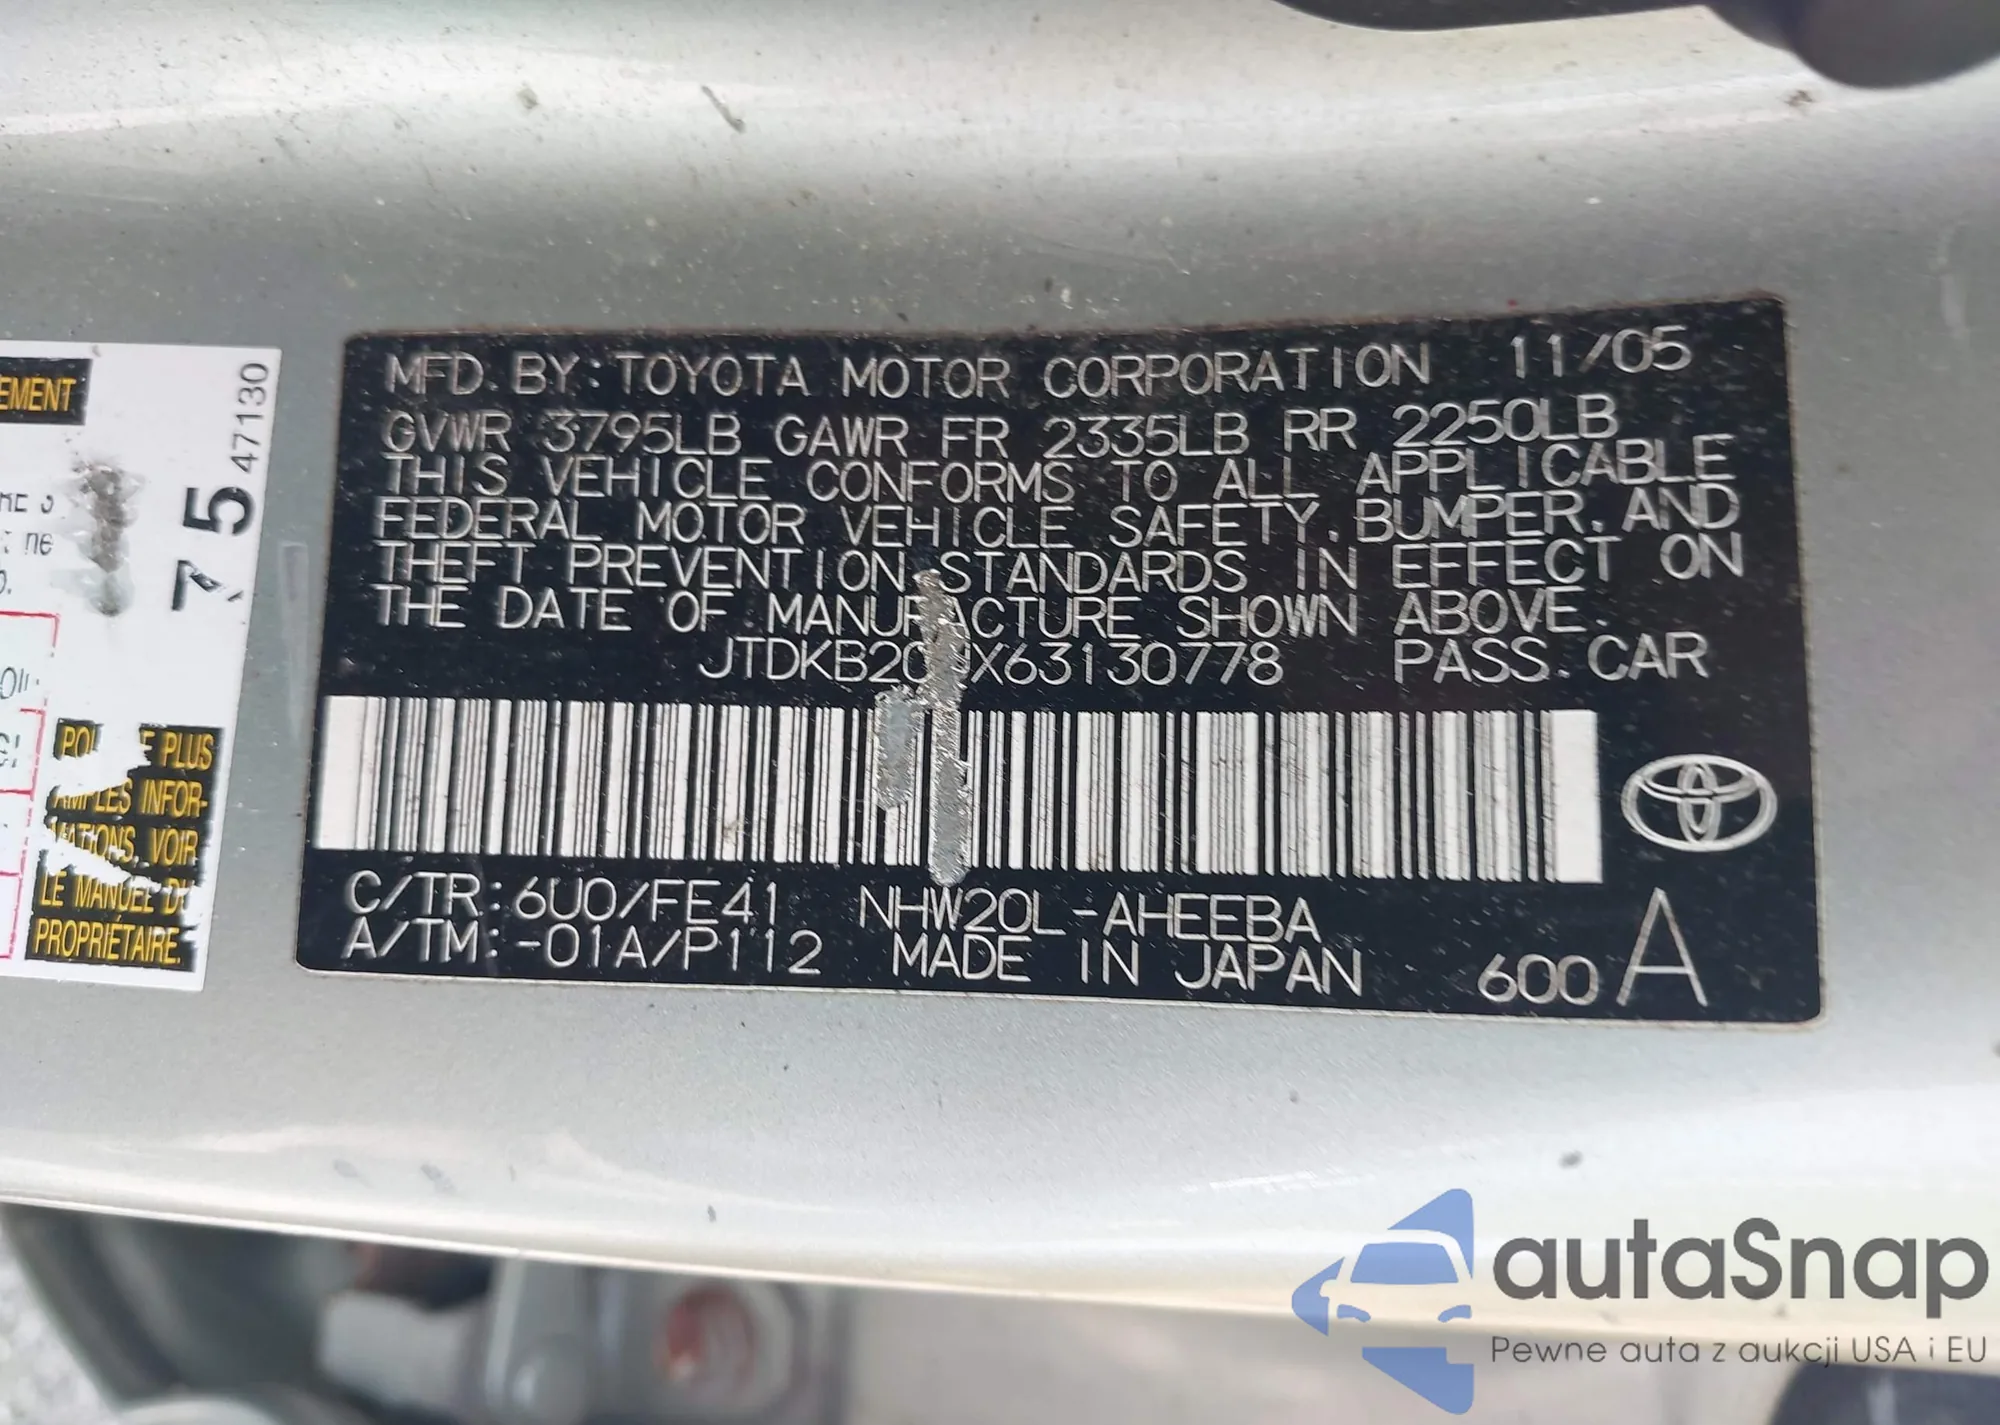 EMENT
47130
75
ne
MFD. BY: TOYOTA MOTOR CORPORATION 11/05
GVWR 3795LB GAWR FR 2335LB RR 2250LB
THIS VEHICLE CONFORMS TO ALL APPLICABLE
FEDERAL MOTOR VEHICLE SAFETY, BUMPER, AND
THEFT PREVENTION STANDARDS IN EFFECT ON
THE DATE OF MANUFACTURE SHOWN ABOVE.
PASS. CAR
E PLUS
AMPLES INFOR-
MATIONS, VOIR
LE MANUEL DU
PROPRIÉTAIRE.
C/TR: 6U0/FE41 NHW20L-AHEEBA
A/TM: -01A/P112 MADE IN JAPAN 600 A
autaSnap
Pewne auta z aukcji USA i EU